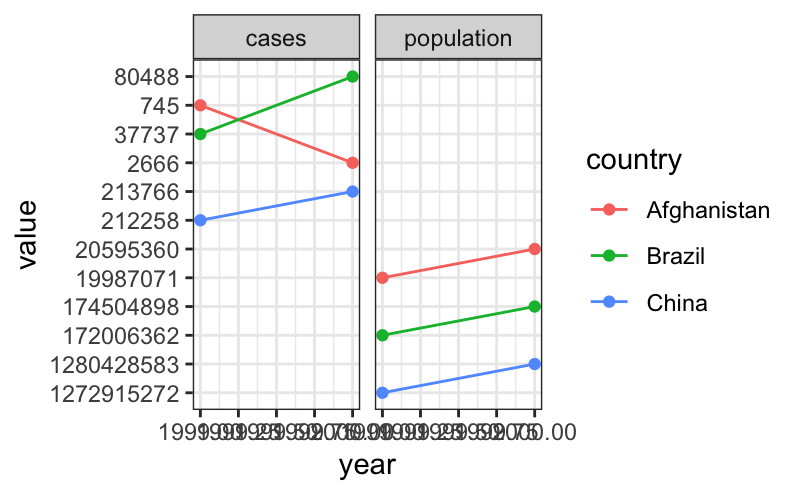 cases population
80488
745
37737
2666
213766
212258
20595360
19987071
174504898
172006362
1280428583
1272915272
value
year
country
Afghanistan
Brazil
China